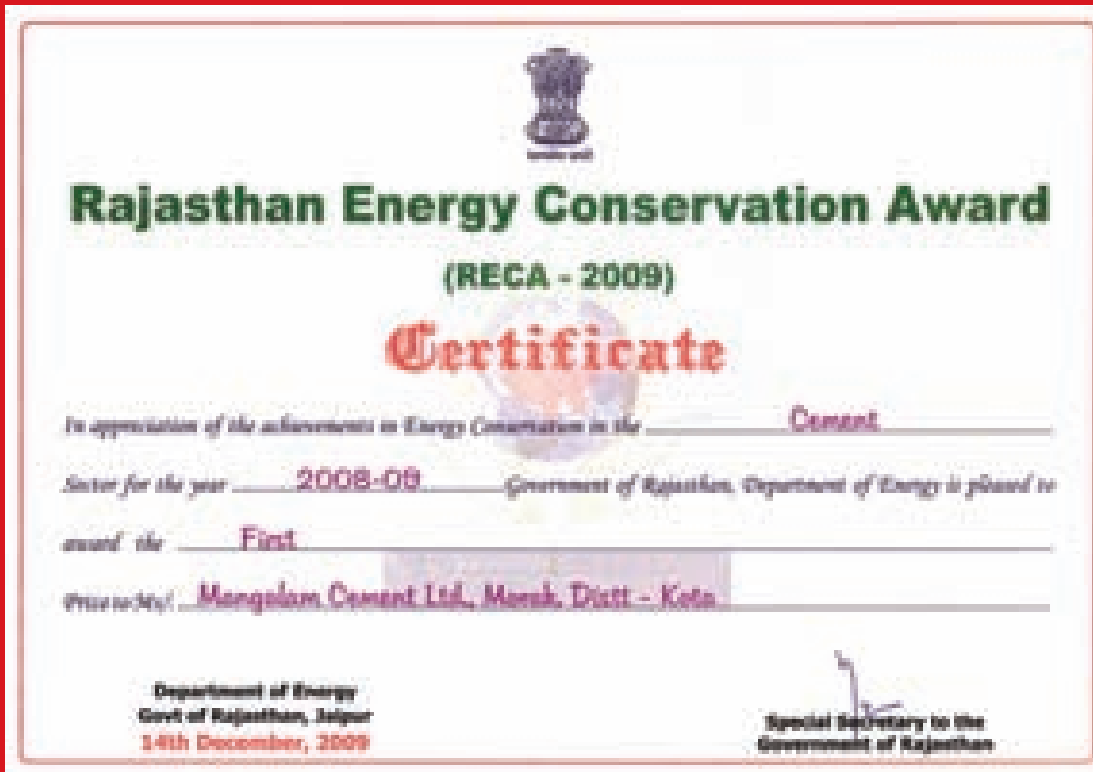 Rajasthan Energy Conservation Award
(RECA - 2009)
Certificate
In appreciation of the achievements in Energy Conservation in the Cement
Sector for the year 2008-09 Government of Rajasthan, Department of Energy is pleased to
award the First
Prize to M/s. Mangalam Cement Ltd., Morak, Distt - Kota
Department of Energy
Govt of Rajasthan, Jaipur
14th December, 2009
Special Secretary to the
Government of Rajasthan